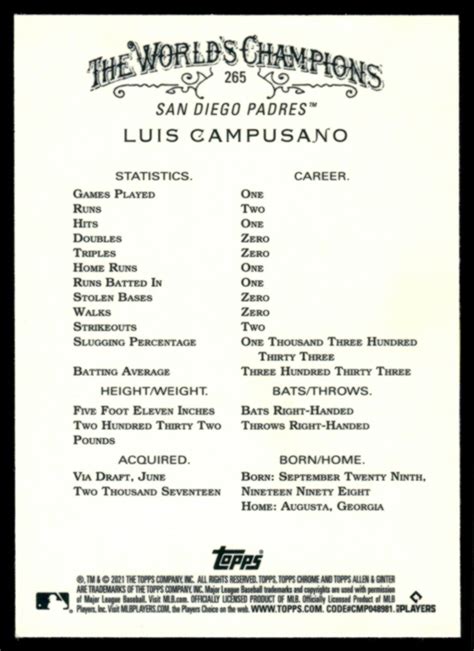 THE WORLD'S CHAMPIONS
265
SAN DIEGO PADRES™
LUIS CAMPUSANO
STATISTICS. CAREER.
GAMES PLAYED ONE
RUNS TWO
HITS ONE
DOUBLES ZERO
TRIPLES ZERO
HOME RUNS ONE
RUNS BATTED IN ONE
STOLEN BASES ZERO
WALKS ZERO
STRIKEOUTS TWO
SLUGGING PERCENTAGE ONE THOUSAND THREE HUNDRED
THIRTY THREE
BATTING AVERAGE THREE HUNDRED THIRTY THREE
HEIGHT/WEIGHT. BATS/THROWS.
FIVE FOOT ELEVEN INCHES BATS RIGHT-HANDED
TWO HUNDRED THIRTY TWO THROWS RIGHT-HANDED
POUNDS
ACQUIRED. BORN/HOME.
VIA DRAFT, JUNE BORN: SEPTEMBER TWENTY NINTH,
TWO THOUSAND SEVENTEEN NINETEEN NINETY EIGHT
HOME: AUGUSTA, GEORGIA
topps
®, TM & © 2021 THE TOPPS COMPANY, INC. ALL RIGHTS RESERVED. TOPPS, TOPPS CHROME AND TOPPS ALLEN & GINTER
ARE TRADEMARKS OF THE TOPPS COMPANY, INC. Major League Baseball trademarks and copyrights are used with permission
of Major League Baseball. Visit MLB.com. OFFICIALLY LICENSED PRODUCT OF MLB. Officially Licensed Product of MLB
Players, Inc. Visit MLBPLAYERS.COM, the Players Choice on the web. WWW.TOPPS.COM. CODE#CMP048981. PLAYERS